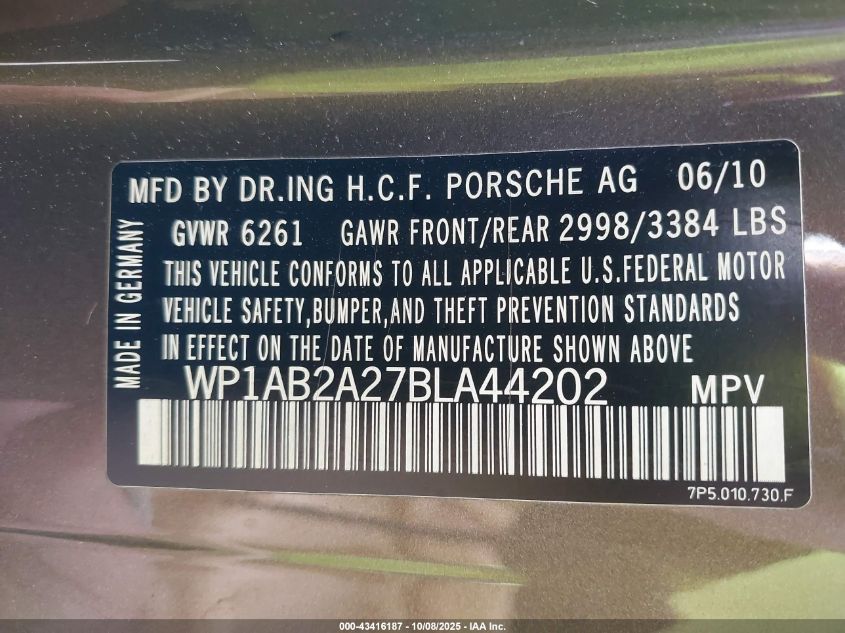 MFD BY DR.ING H.C.F. PORSCHE AG 06/10
GVWR 6261 GAWR FRONT/REAR 2998/3384 LBS
THIS VEHICLE CONFORMS TO ALL APPLICABLE U.S.FEDERAL MOTOR
VEHICLE SAFETY,BUMPER,AND THEFT PREVENTION STANDARDS
IN EFFECT ON THE DATE OF MANUFACTURE SHOWN ABOVE
MADE IN GERMANY
WP1AB2A27BLA44202 MPV
7P5.010.730.F
000-43416187 - 10/08/2025 - IAA Inc.